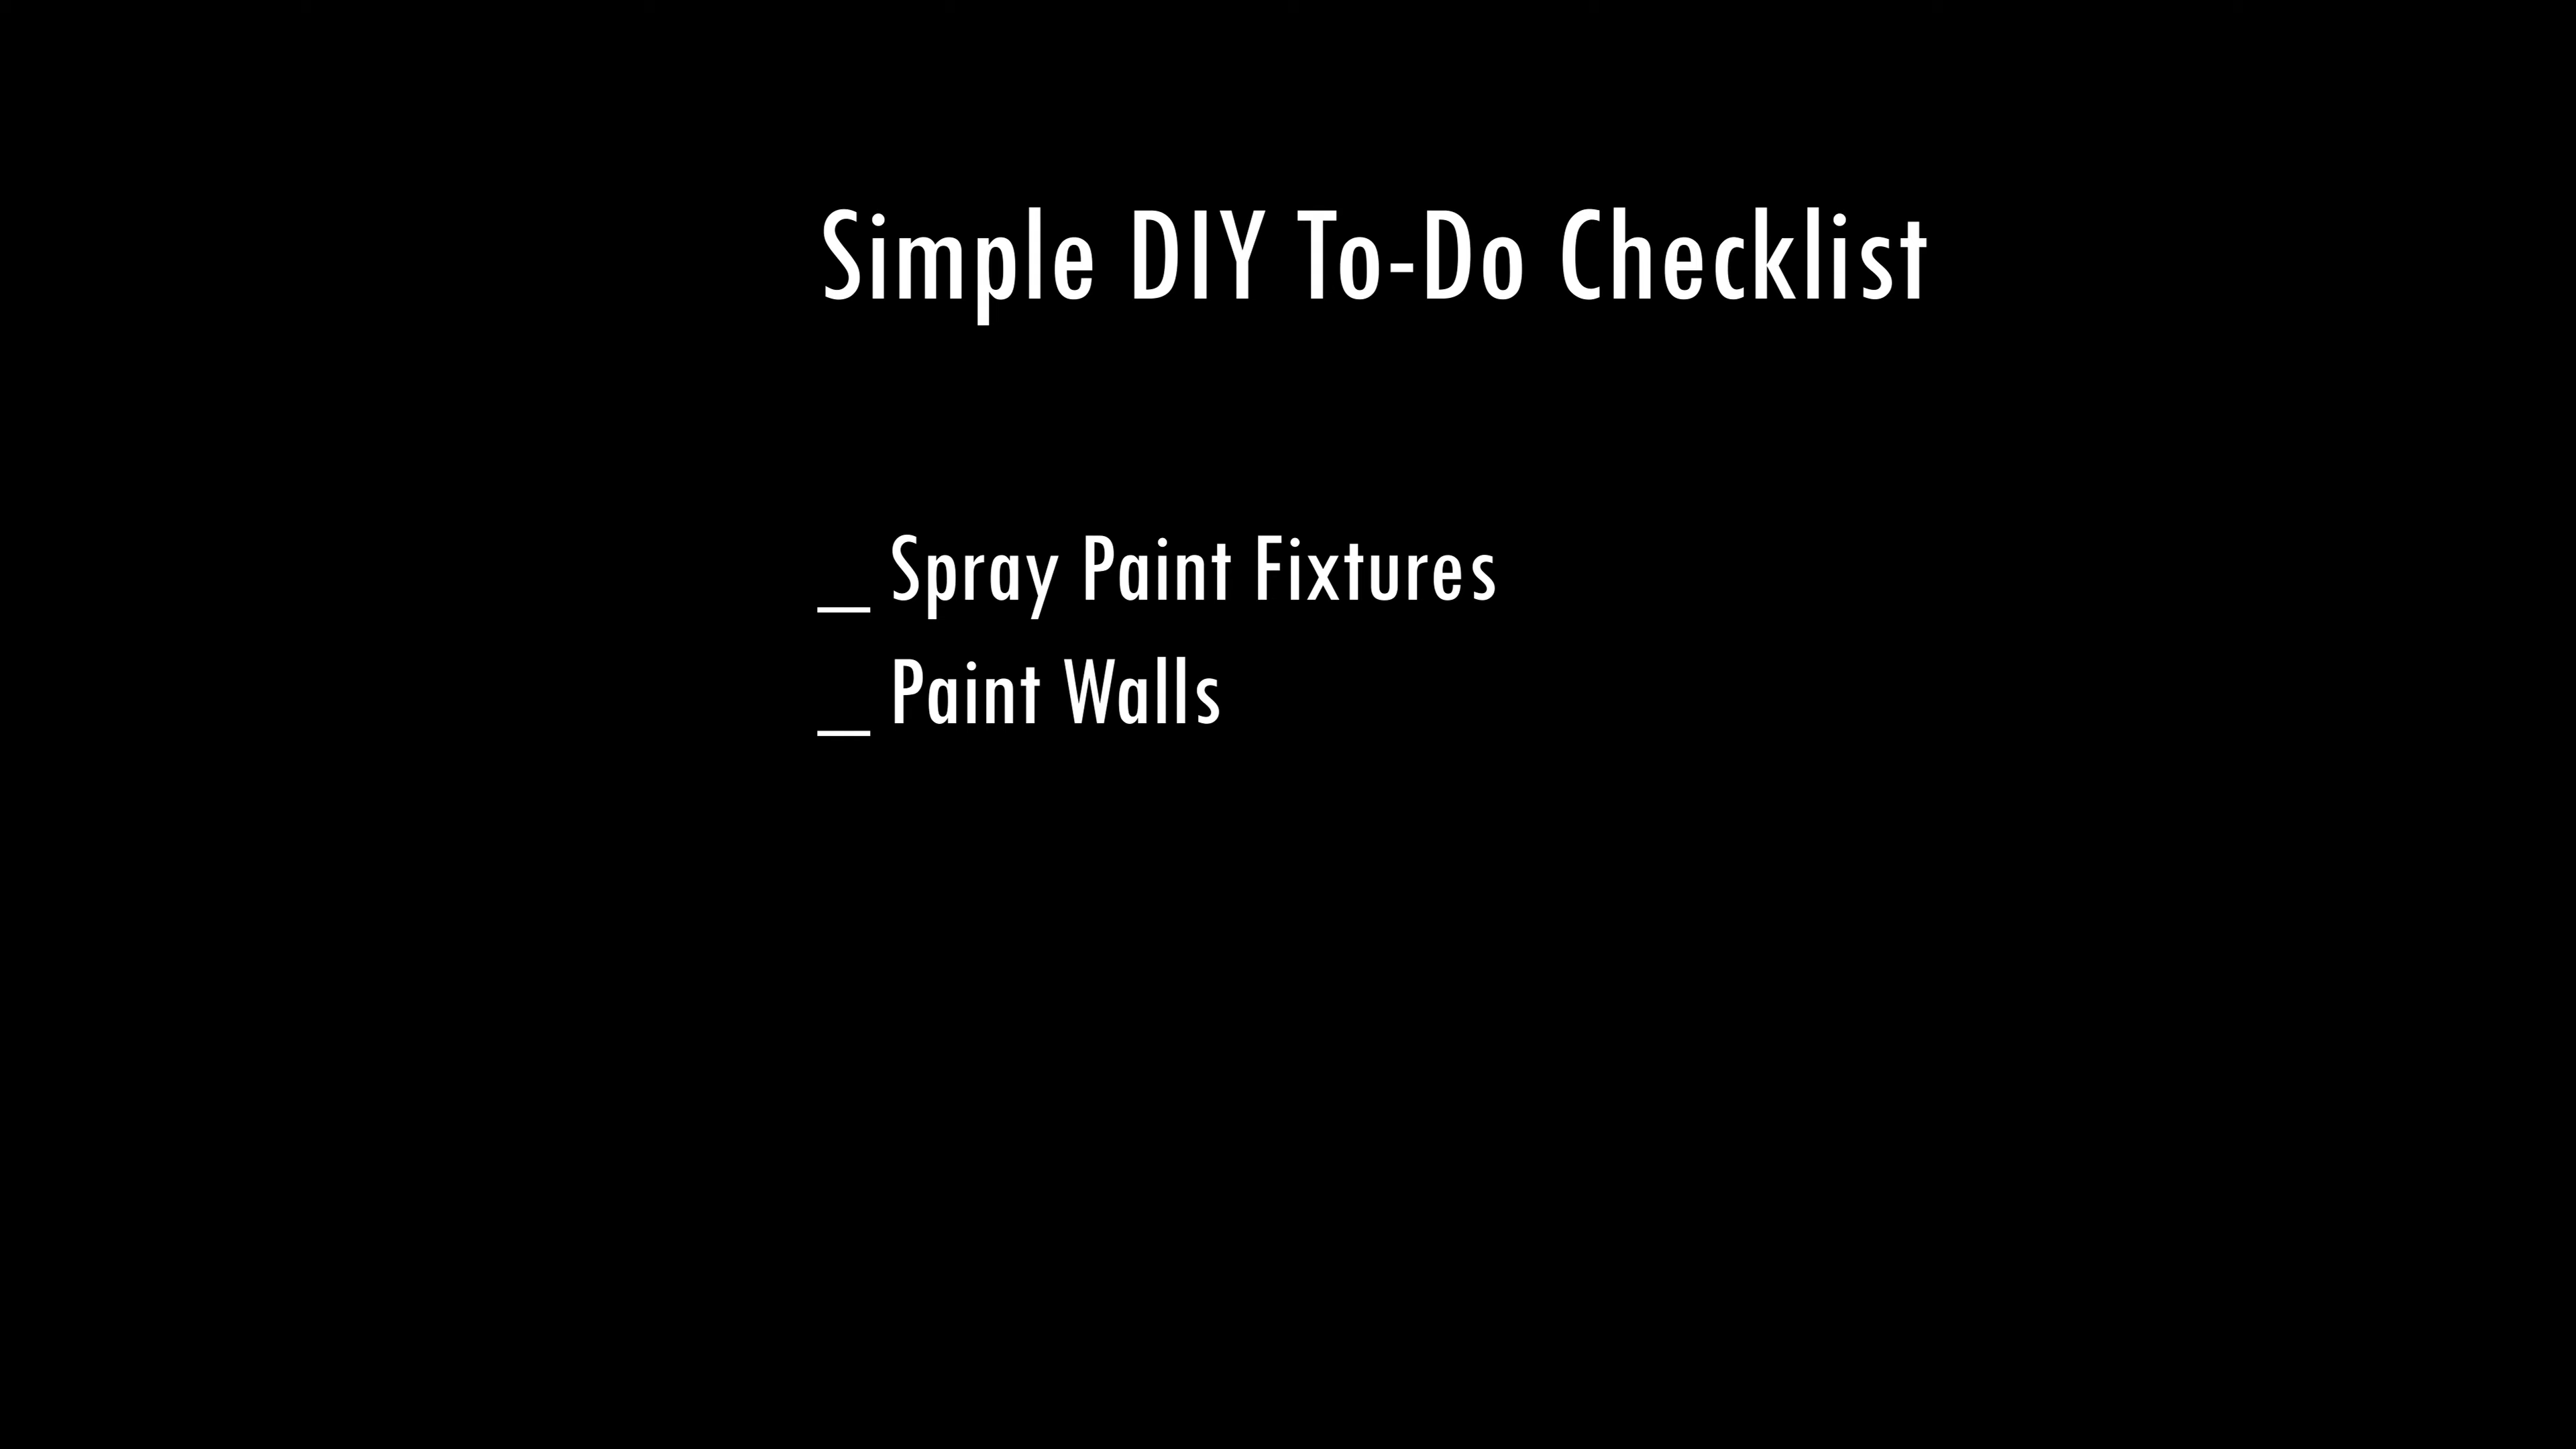 Simple DIY To-Do Checklist
_ Spray Paint Fixtures
_ Paint Walls